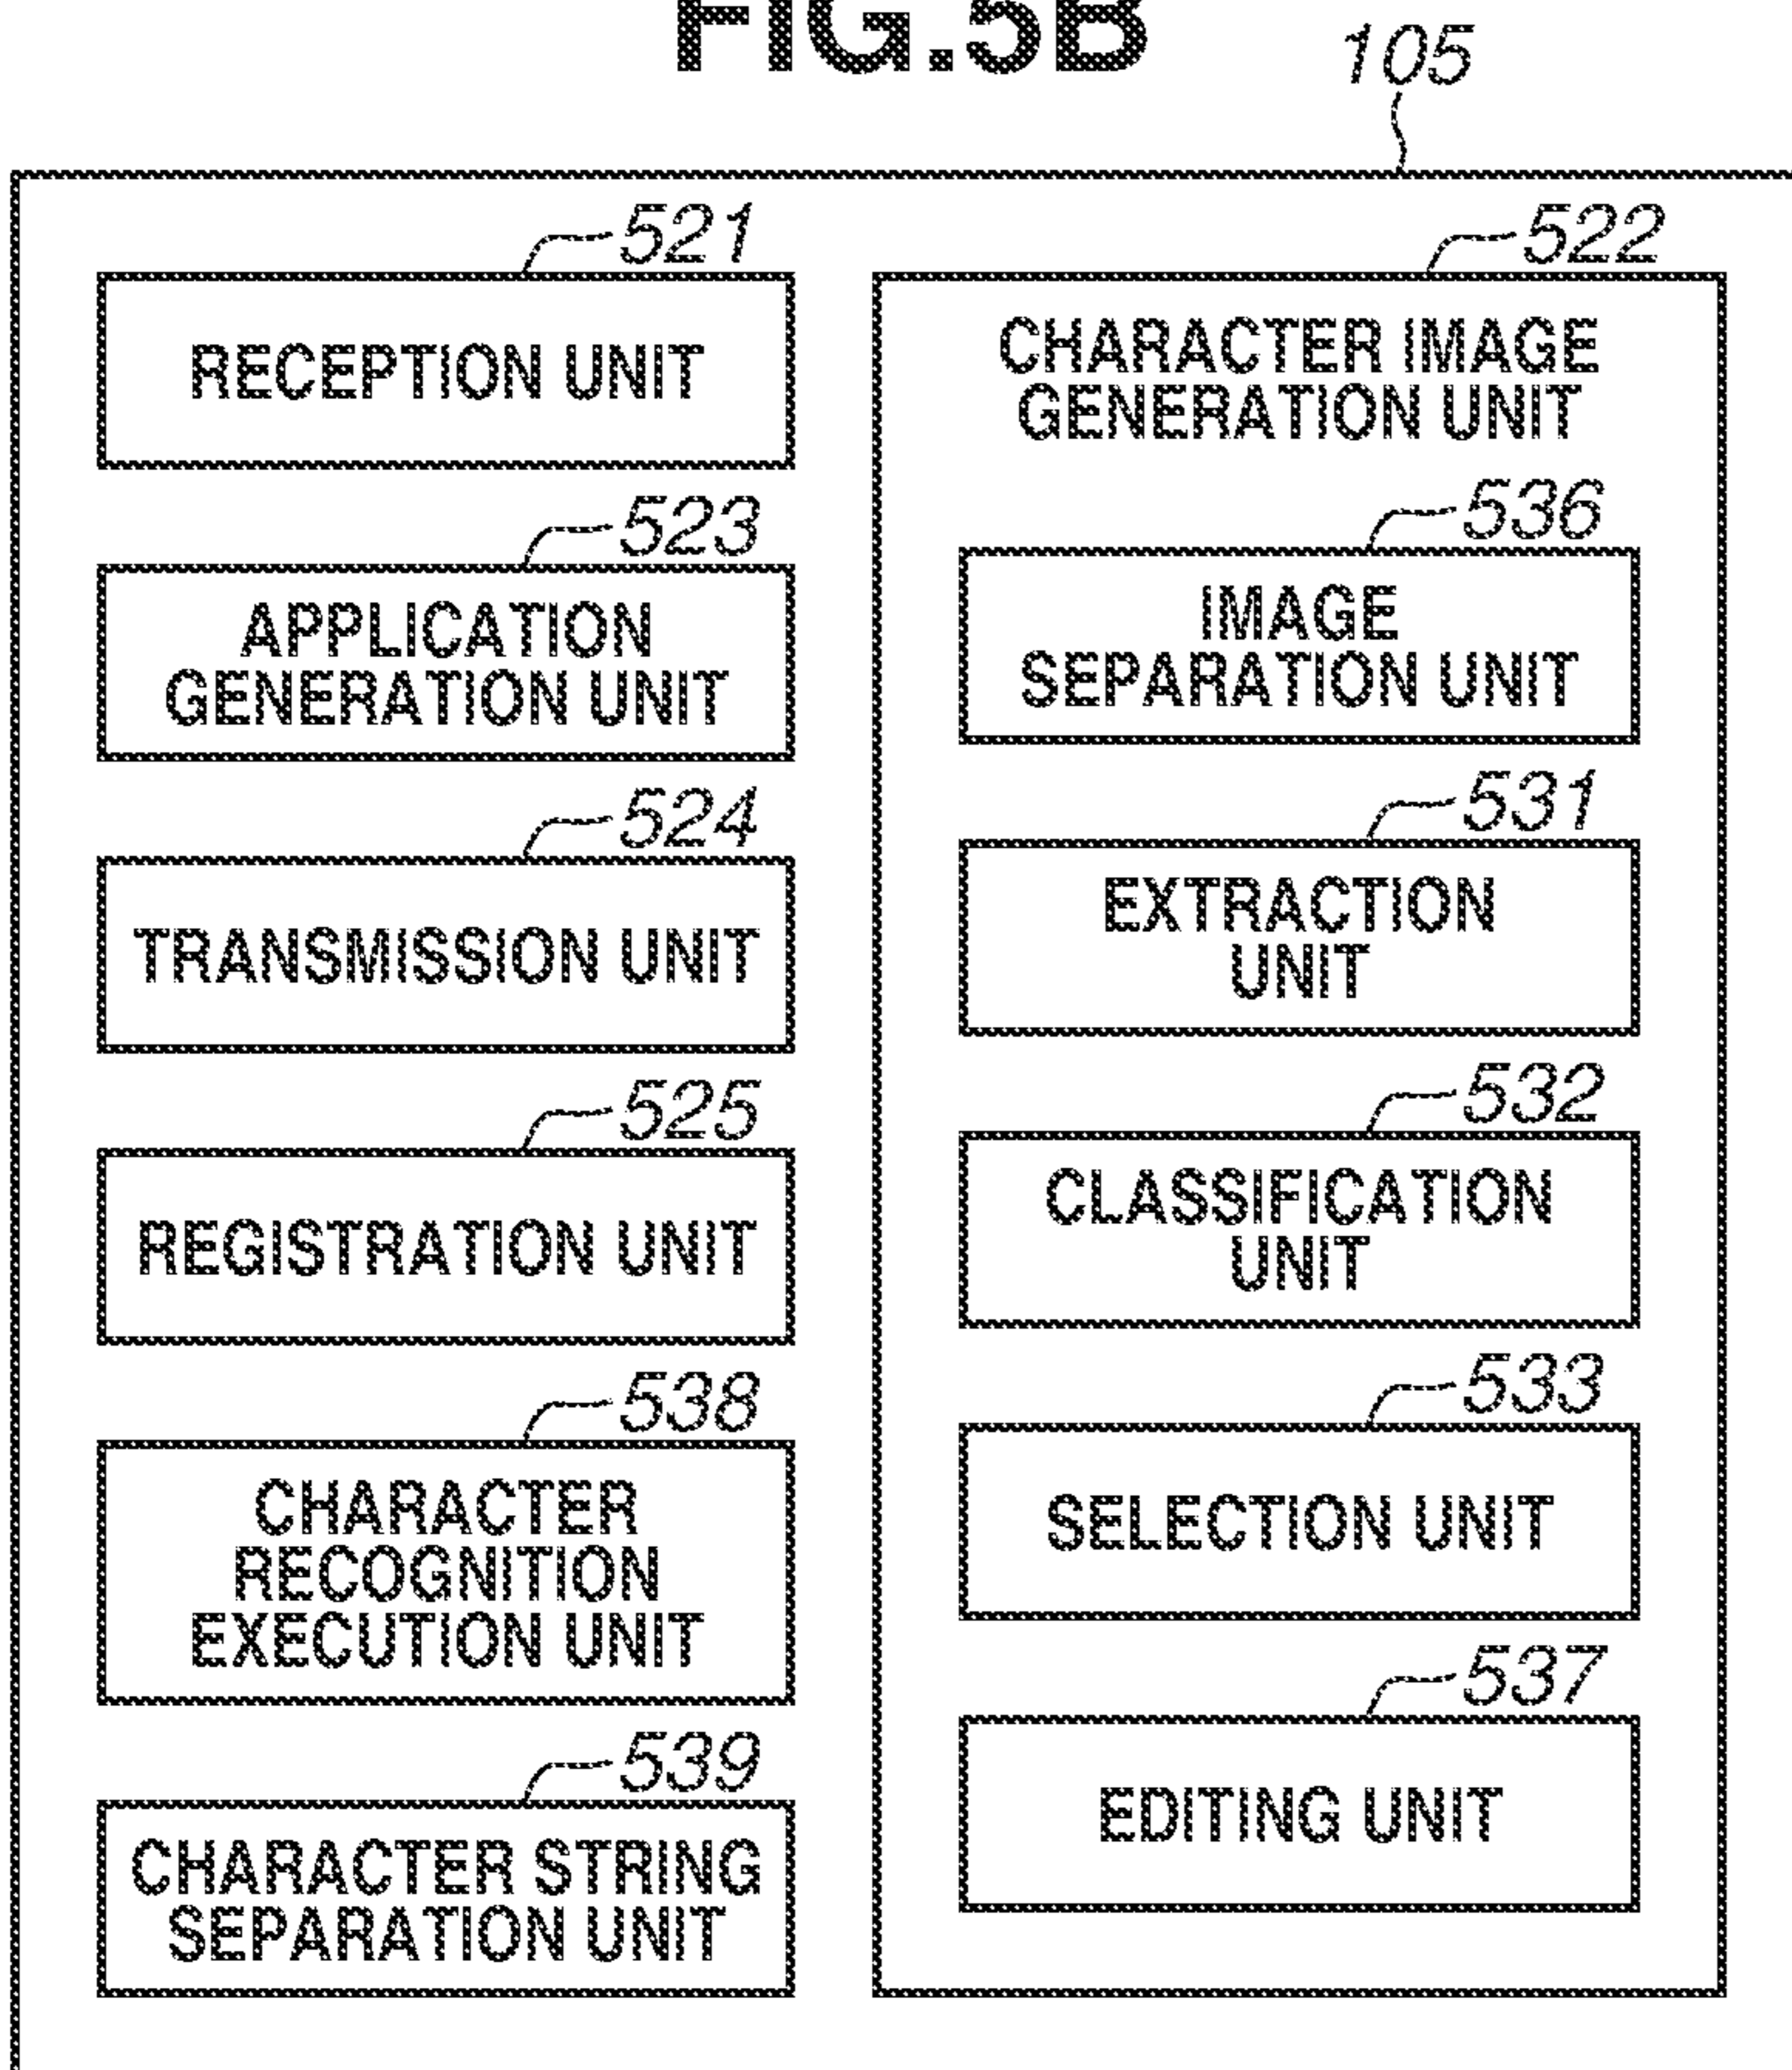 FIG.5B
105
521
RECEPTION UNIT
523
APPLICATION
GENERATION UNIT
524
TRANSMISSION UNIT
525
REGISTRATION UNIT
538
CHARACTER
RECOGNITION
EXECUTION UNIT
539
CHARACTER STRING
SEPARATION UNIT
522
CHARACTER IMAGE
GENERATION UNIT
536
IMAGE
SEPARATION UNIT
531
EXTRACTION
UNIT
532
CLASSIFICATION
UNIT
533
SELECTION UNIT
537
EDITING UNIT